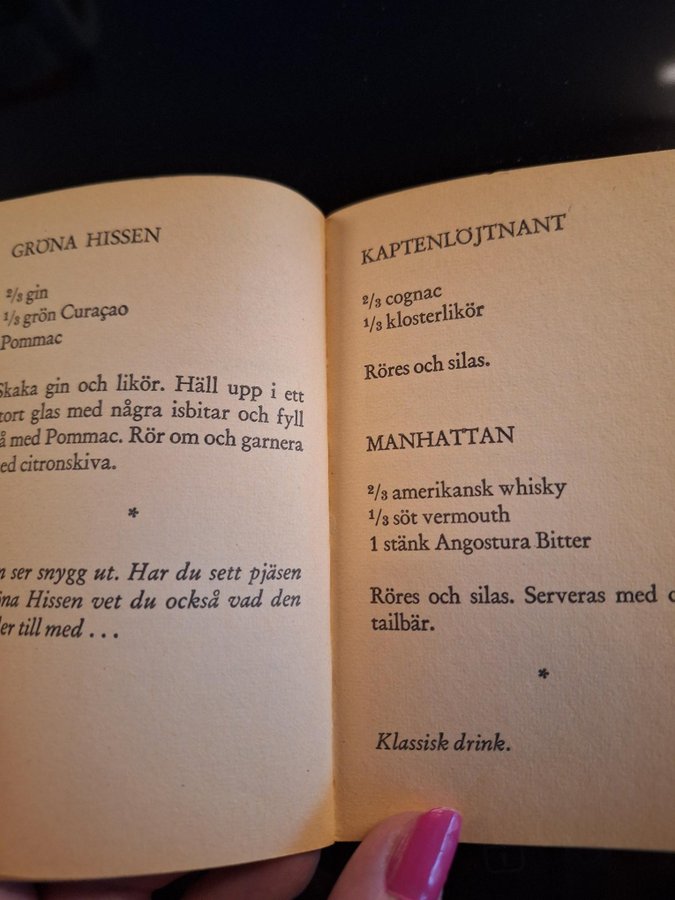 GRÖNA HISSEN
2/3 gin
1/3 grön Curaçao
Pommac
Skaka gin och likör. Häll upp i ett
tort glas med några isbitar och fyll
å med Pommac. Rör om och garnera
ed citronskiva.
*
n ser snygg ut. Har du sett pjäsen
öna Hissen vet du också vad den
der till med . . .
KAPTENLÖJTNANT
2/3 cognac
1/3 klosterlikör
Röres och silas.
MANHATTAN
2/3 amerikansk whisky
1/3 söt vermouth
1 stänk Angostura Bitter
Röres och silas. Serveras med c
tailbär.
*
Klassisk drink.